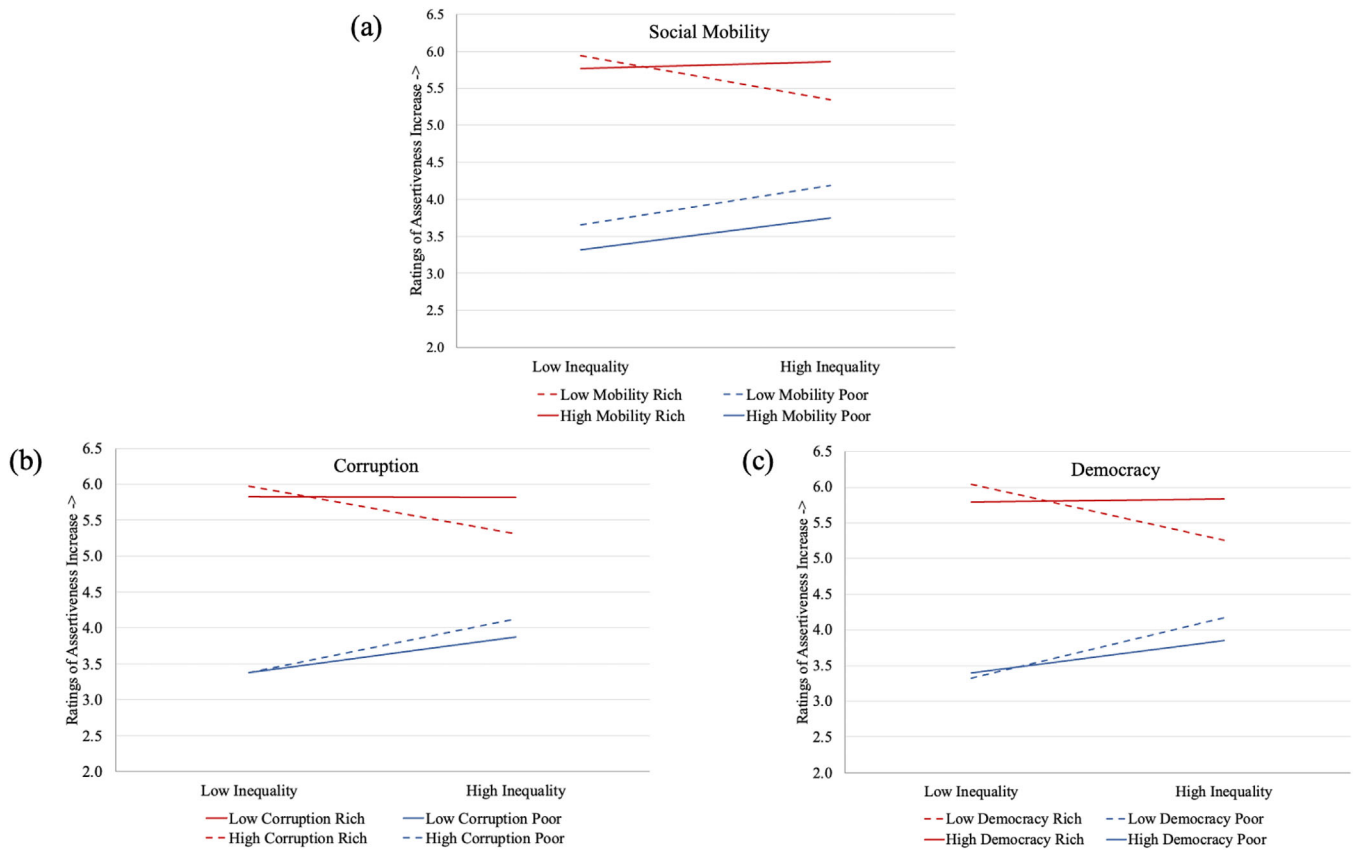 (a)
Social Mobility
Ratings of Assertiveness Increase ->
6.5
6.0
5.5
5.0
4.5
4.0
3.5
3.0
2.5
2.0
Low Inequality High Inequality
Low Mobility Rich Low Mobility Poor
High Mobility Rich High Mobility Poor
(b)
Corruption
Ratings of Assertiveness Increase ->
6.5
6.0
5.5
5.0
4.5
4.0
3.5
3.0
2.5
2.0
Low Inequality High Inequality
Low Corruption Rich Low Corruption Poor
High Corruption Rich High Corruption Poor
(c)
Democracy
Ratings of Assertiveness Increase ->
6.5
6.0
5.5
5.0
4.5
4.0
3.5
3.0
2.5
2.0
Low Inequality High Inequality
Low Democracy Rich Low Democracy Poor
High Democracy Rich High Democracy Poor